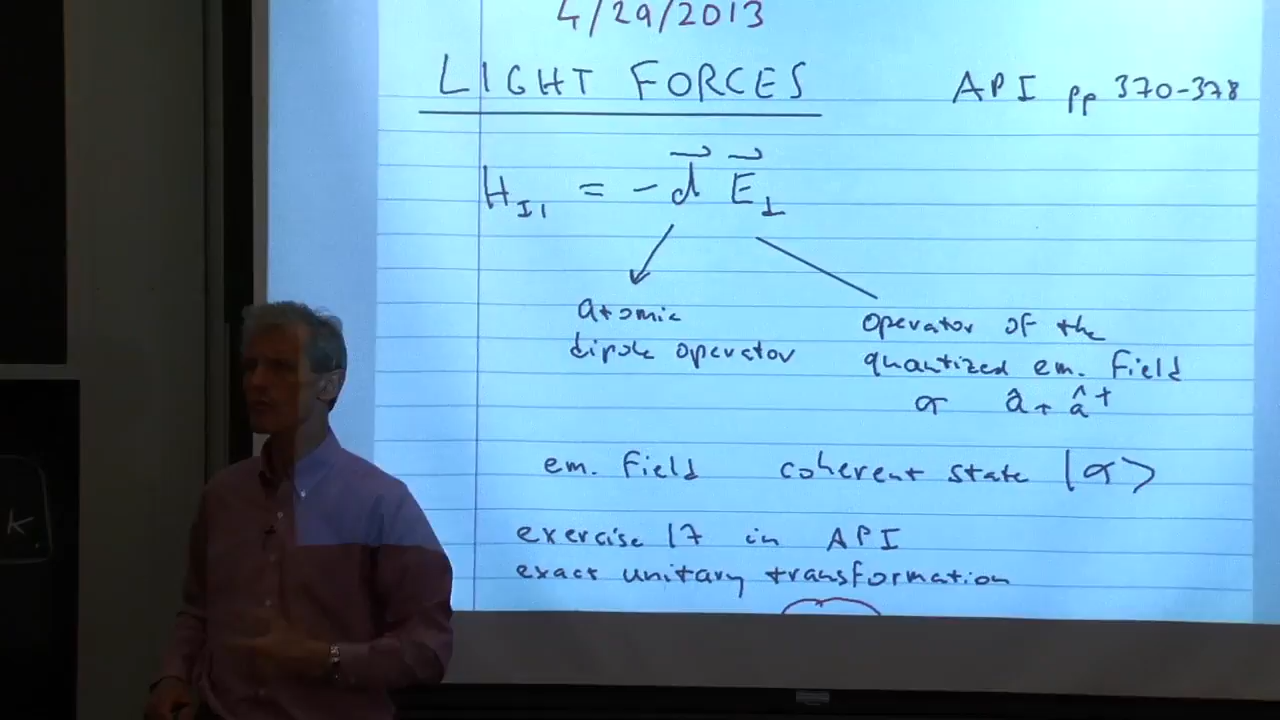 4/29/2013
LIGHT FORCES
API pp 370-378
H_II = - d⃗ E⃗_⊥
atomic
dipole operator
operator of the
quantized em. field
α â + â†
em. field coherent state |α>
exercise 17 in API
exact unitary transformation
K